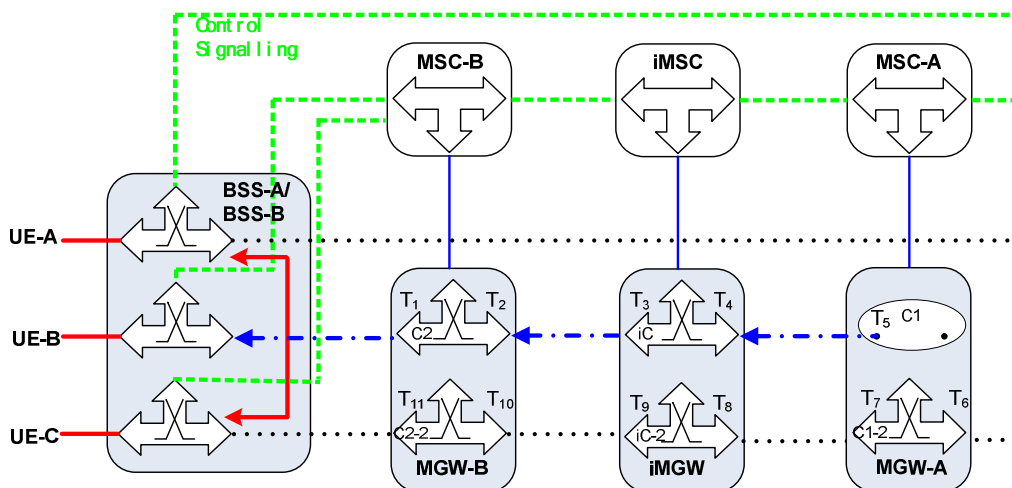 Control
Signalling
MSC-B
iMSC
MSC-A
BSS-A/
BSS-B
UE-A
T1
T2
T3
T4
T5
C1
C2
iC
UE-B
T11
T10
T9
T8
T7
T6
C2-2
iC-2
C1-2
UE-C
MGW-B
iMGW
MGW-A